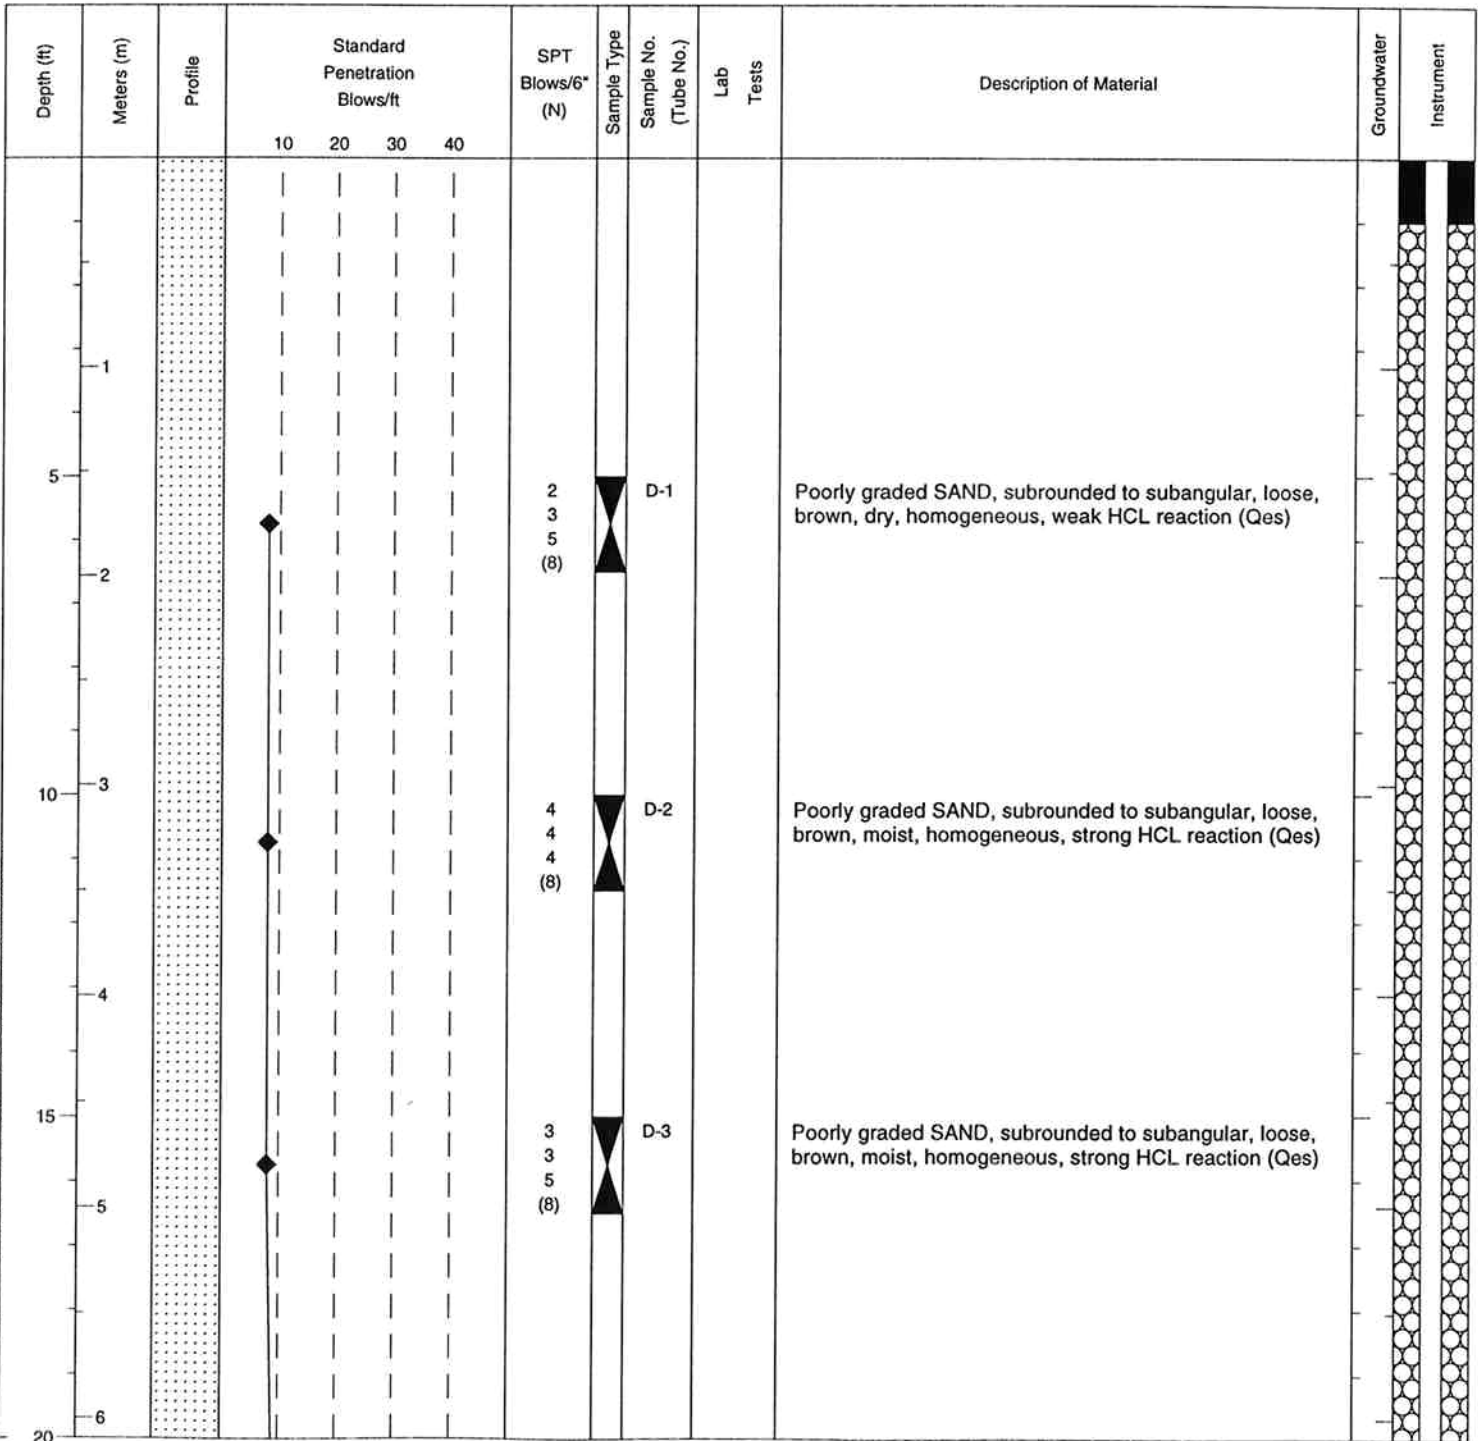 Depth (ft)
Meters (m)
Profile
Standard
Penetration
Blows/ft
10 20 30 40
SPT
Blows/6"
(N)
Sample Type
Sample No.
(Tube No.)
Lab
Tests
Description of Material
Groundwater
Instrument
1
5
2
3
5
(8)
D-1
Poorly graded SAND, subrounded to subangular, loose,
brown, dry, homogeneous, weak HCL reaction (Qes)
2
3
10
4
4
4
(8)
D-2
Poorly graded SAND, subrounded to subangular, loose,
brown, moist, homogeneous, strong HCL reaction (Qes)
4
15
3
3
5
(8)
D-3
Poorly graded SAND, subrounded to subangular, loose,
brown, moist, homogeneous, strong HCL reaction (Qes)
5
6
20